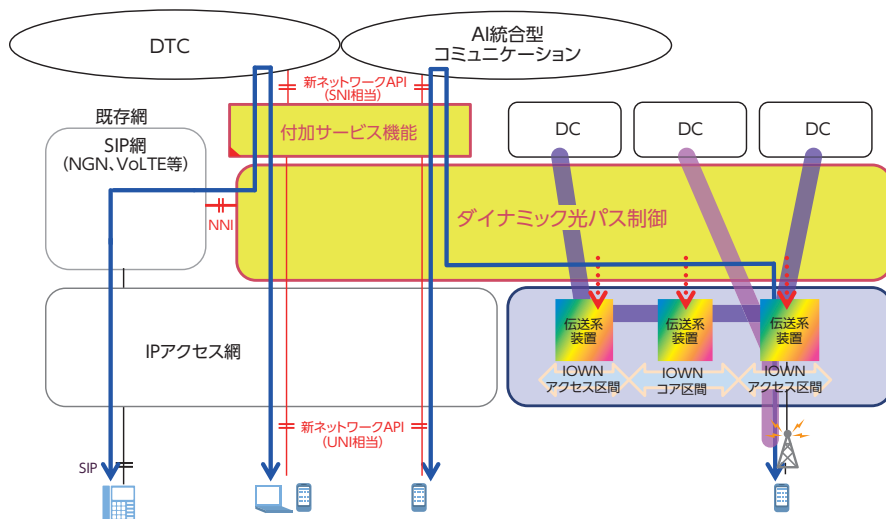 DTC
AI統合型
コミュニケーション
新ネットワークAPI
(SNI相当)
既存網
SIP網
(NGN、VoLTE等)
付加サービス機能
DC
DC
DC
NNI
ダイナミック光パス制御
IPアクセス網
伝送系
装置
伝送系
装置
伝送系
装置
IOWN
アクセス区間
IOWN
コア区間
IOWN
アクセス区間
新ネットワークAPI
(UNI相当)
SIP